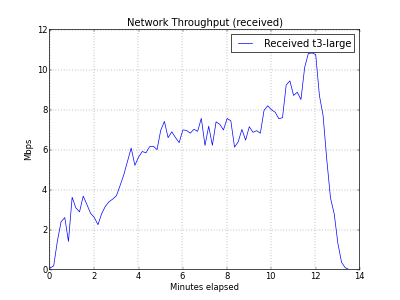 Network Throughput (received)
12
Received t3-large
10
8
Mbps
6
4
2
0
0 2 4 6 8 10 12 14
Minutes elapsed